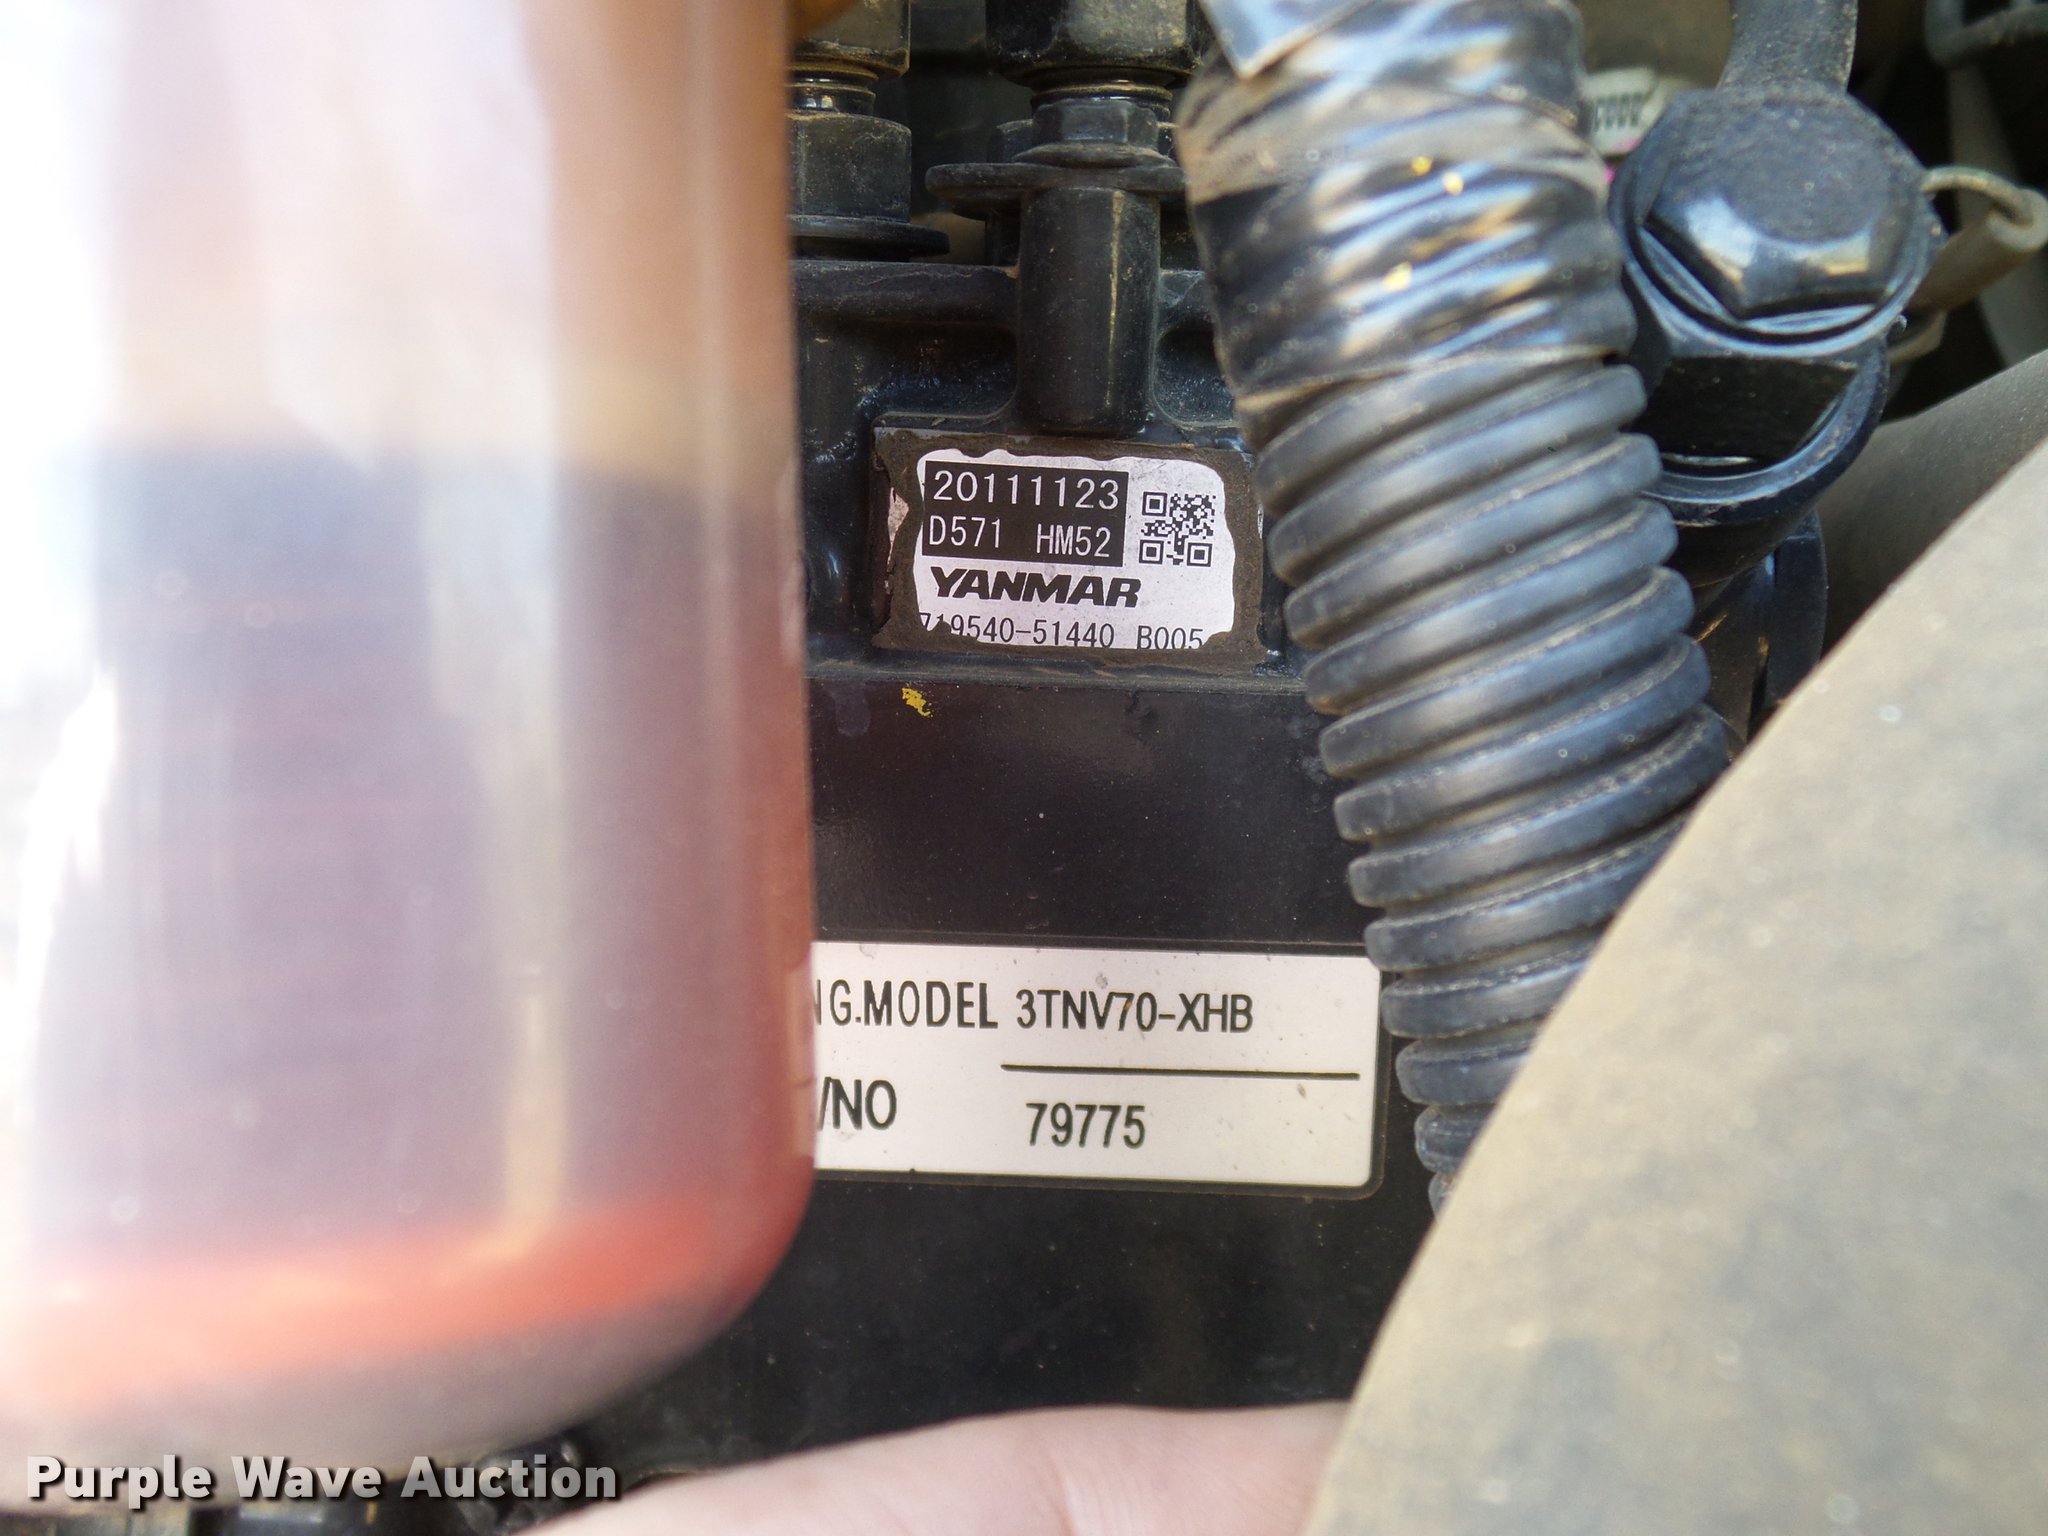 20111123
D571 HM52
YANMAR
719540-51440 B005
NG.MODEL 3TNV70-XHB
/NO 79775
Purple Wave Auction